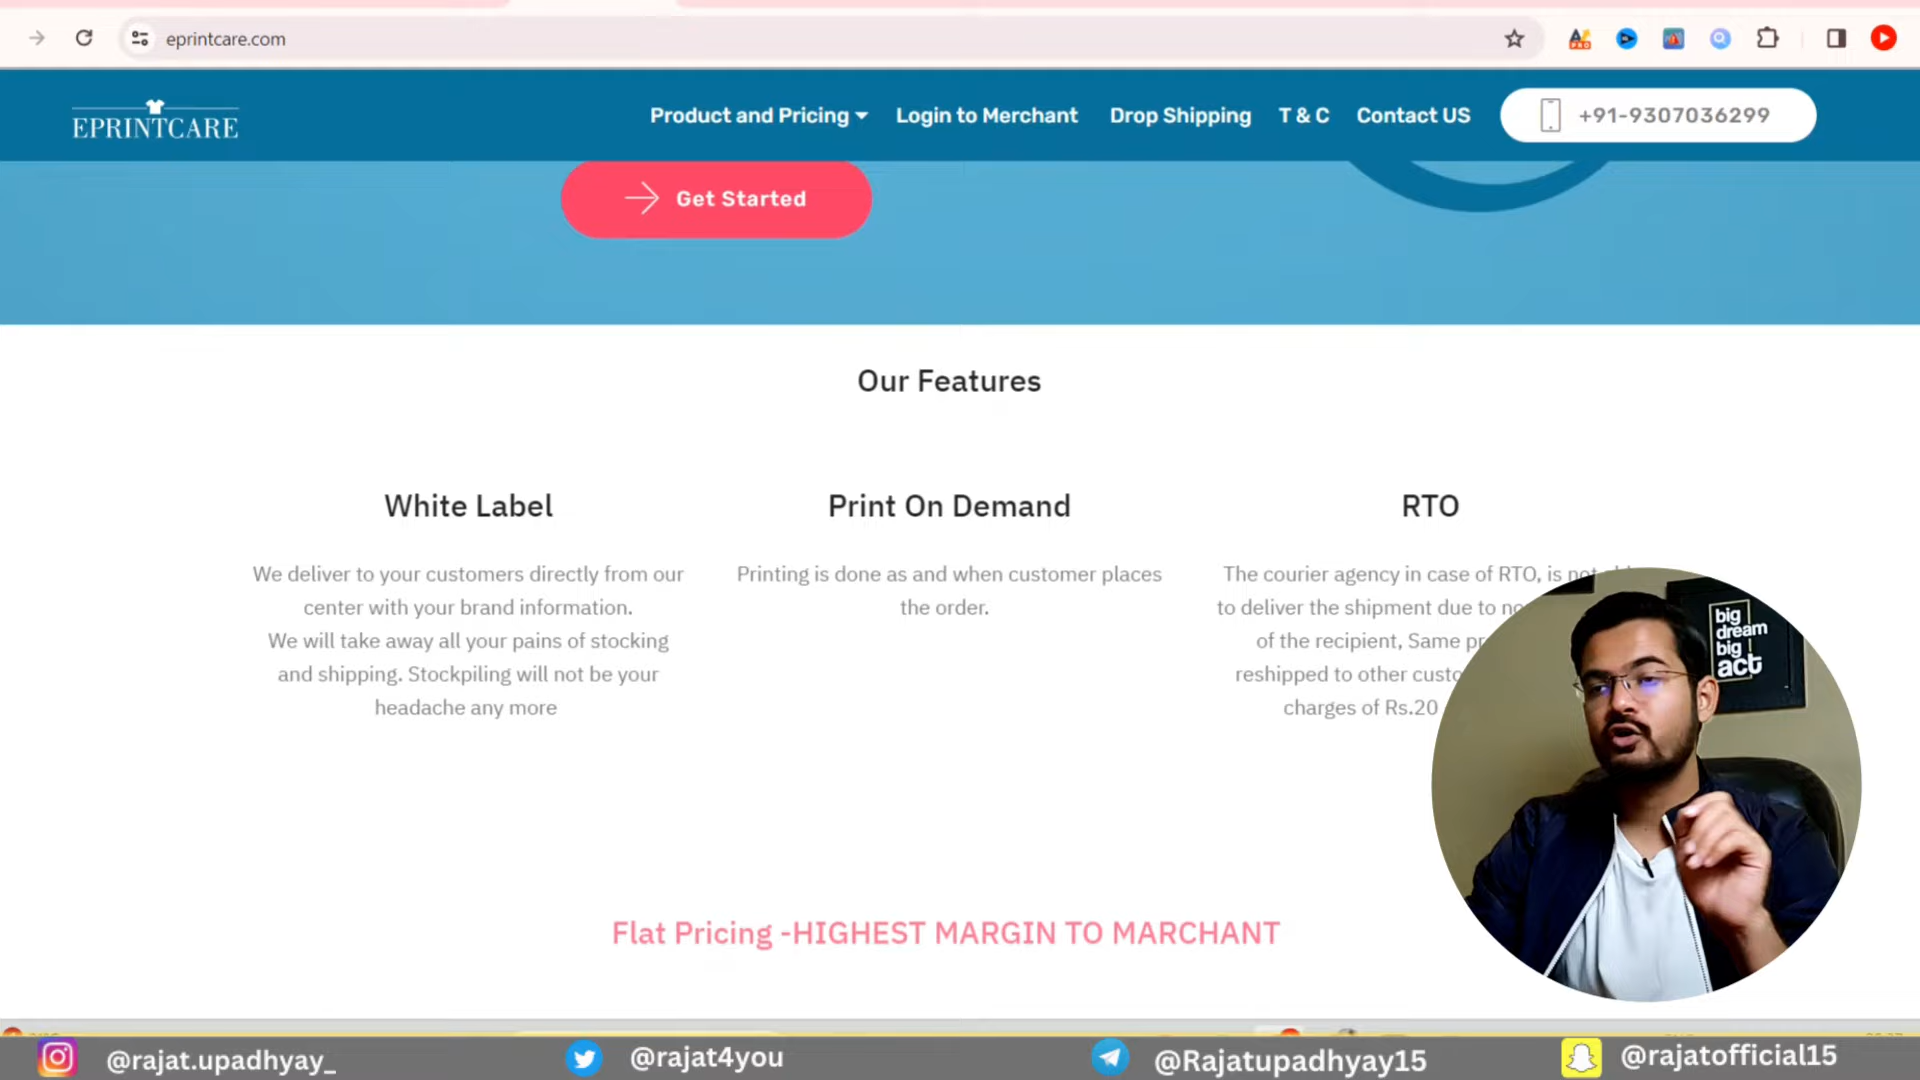 eprintcare.com
EPRINTCARE
Product and Pricing
Login to Merchant
Drop Shipping
T & C
Contact US
+91-9307036299
Get Started
Our Features
White Label
We deliver to your customers directly from our
center with your brand information.
We will take away all your pains of stocking
and shipping. Stockpiling will not be your
headache any more
Print On Demand
Printing is done as and when customer places
the order.
RTO
The courier agency in case of RTO, is not
to deliver the shipment due to
of the recipient, Same
reshipped to other
charges of Rs.20
big
dream
big
act
Flat Pricing -HIGHEST MARGIN TO MARCHANT
@rajat.upadhyay_
@rajat4you
@Rajatupadhyay15
@rajatofficial15